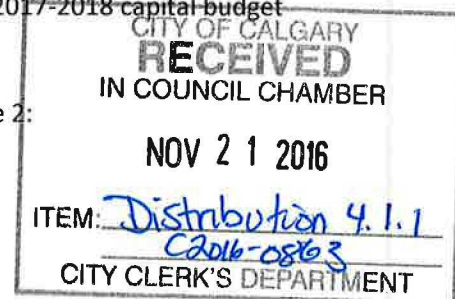 2017-2018 capital budget
CITY OF CALGARY
RECEIVED
IN COUNCIL CHAMBER
e 2:
NOV 21 2016
ITEM: Distribution 4.1.1
C2016-0863
CITY CLERK'S DEPARTMENT